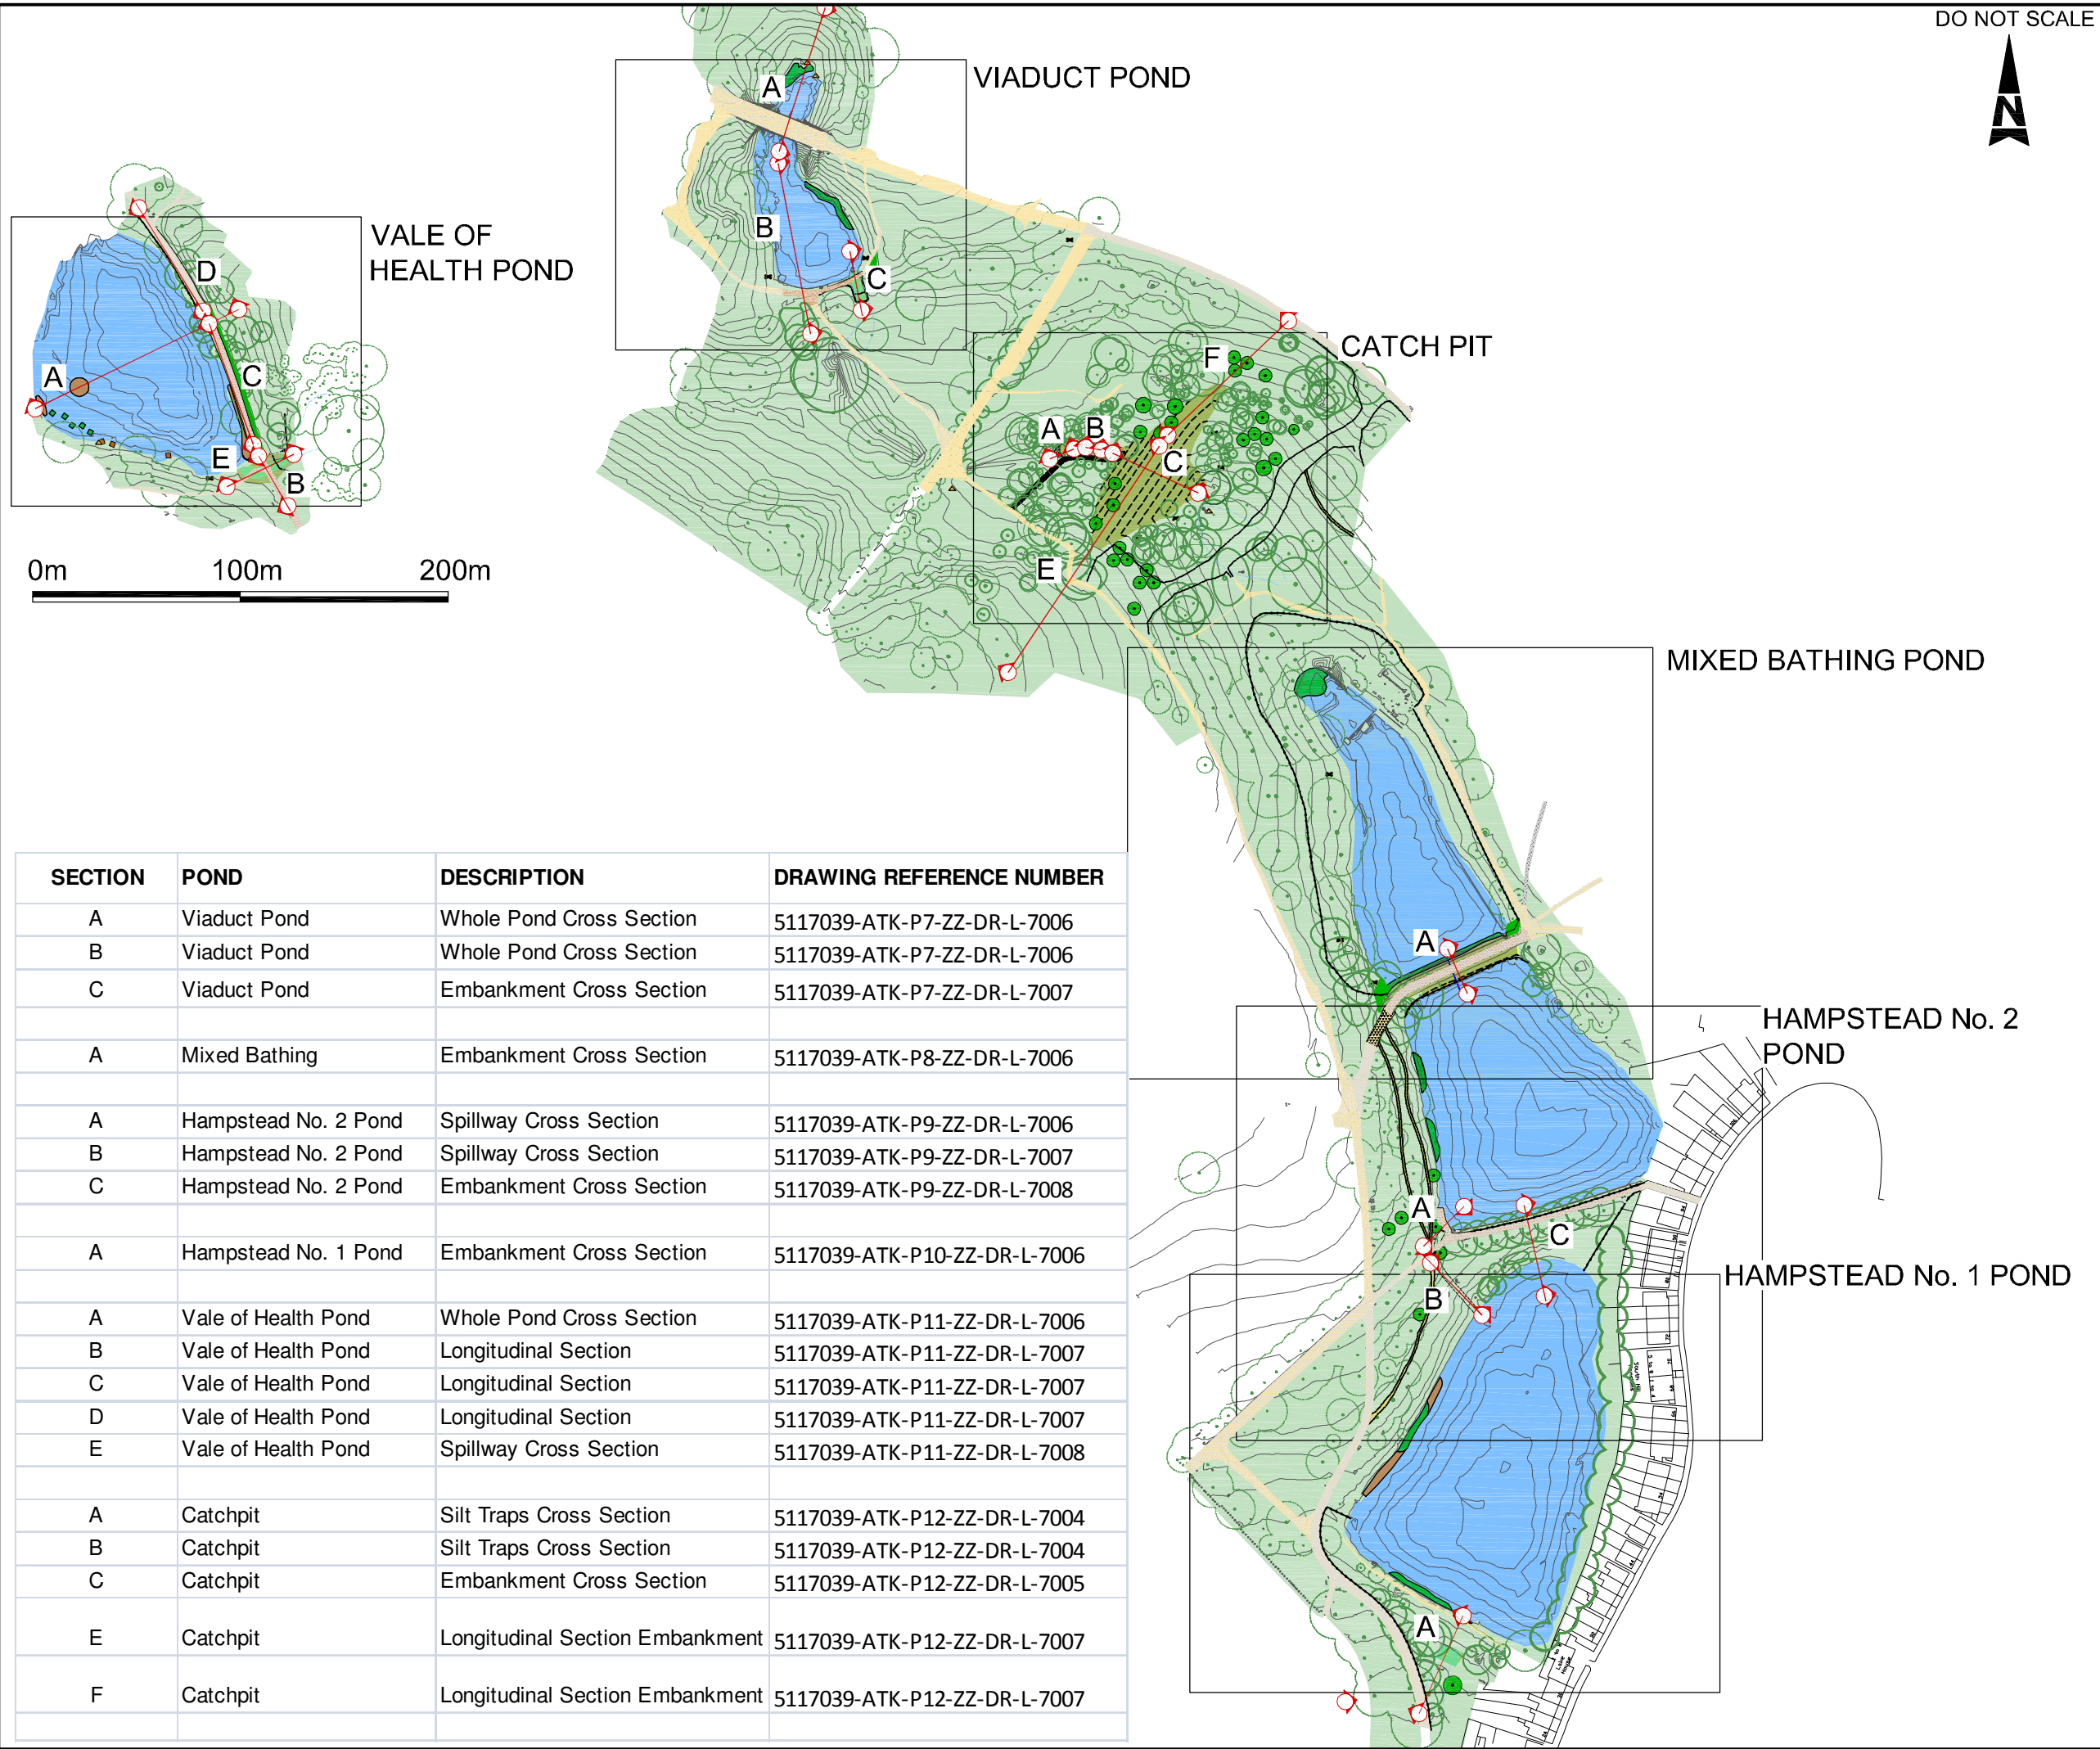 DO NOT SCALE
N
VIADUCT POND
A
B
C
VALE OF
HEALTH POND
D
A
C
E
B
0m 100m 200m
CATCH PIT
F
A B
C
E
MIXED BATHING POND
A
HAMPSTEAD No. 2
POND
A
C
B
HAMPSTEAD No. 1 POND
A
SECTION POND DESCRIPTION DRAWING REFERENCE NUMBER
A Viaduct Pond Whole Pond Cross Section 5117039-ATK-P7-ZZ-DR-L-7006
B Viaduct Pond Whole Pond Cross Section 5117039-ATK-P7-ZZ-DR-L-7006
C Viaduct Pond Embankment Cross Section 5117039-ATK-P7-ZZ-DR-L-7007
A Mixed Bathing Embankment Cross Section 5117039-ATK-P8-ZZ-DR-L-7006
A Hampstead No. 2 Pond Spillway Cross Section 5117039-ATK-P9-ZZ-DR-L-7006
B Hampstead No. 2 Pond Spillway Cross Section 5117039-ATK-P9-ZZ-DR-L-7007
C Hampstead No. 2 Pond Embankment Cross Section 5117039-ATK-P9-ZZ-DR-L-7008
A Hampstead No. 1 Pond Embankment Cross Section 5117039-ATK-P10-ZZ-DR-L-7006
A Vale of Health Pond Whole Pond Cross Section 5117039-ATK-P11-ZZ-DR-L-7006
B Vale of Health Pond Longitudinal Section 5117039-ATK-P11-ZZ-DR-L-7007
C Vale of Health Pond Longitudinal Section 5117039-ATK-P11-ZZ-DR-L-7007
D Vale of Health Pond Longitudinal Section 5117039-ATK-P11-ZZ-DR-L-7007
E Vale of Health Pond Spillway Cross Section 5117039-ATK-P11-ZZ-DR-L-7008
A Catchpit Silt Traps Cross Section 5117039-ATK-P12-ZZ-DR-L-7004
B Catchpit Silt Traps Cross Section 5117039-ATK-P12-ZZ-DR-L-7004
C Catchpit Embankment Cross Section 5117039-ATK-P12-ZZ-DR-L-7005
E Catchpit Longitudinal Section Embankment 5117039-ATK-P12-ZZ-DR-L-7007
F Catchpit Longitudinal Section Embankment 5117039-ATK-P12-ZZ-DR-L-7007